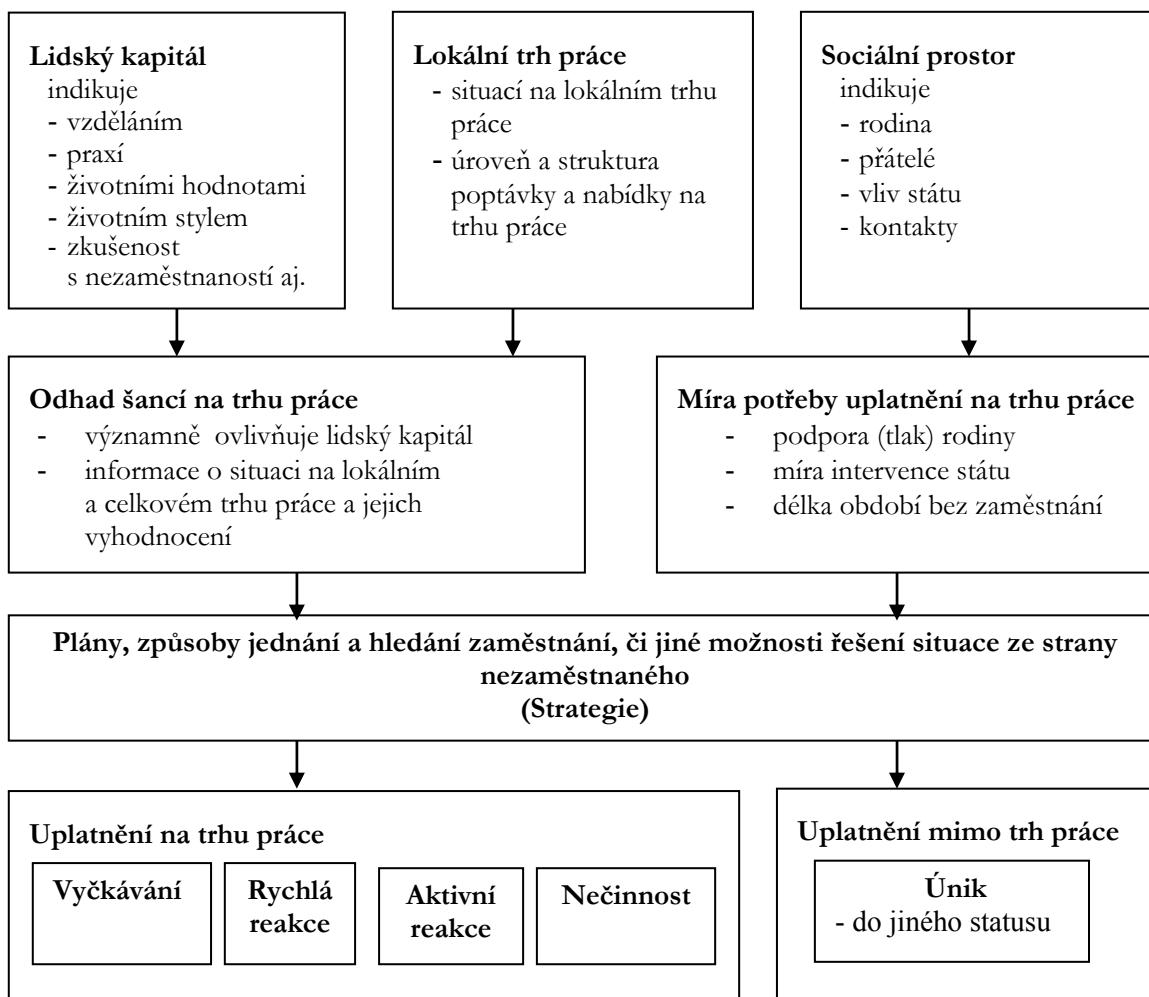 Lidský kapitál
indikuje
- vzděláním
- praxí
- životními hodnotami
- životním stylem
- zkušenost
s nezaměstnaností aj.
Lokální trh práce
- situací na lokálním trhu
práce
- úroveň a struktura
poptávky a nabídky na
trhu práce
Sociální prostor
indikuje
- rodina
- přátelé
- vliv státu
- kontakty
Odhad šancí na trhu práce
- významně ovlivňuje lidský kapitál
- informace o situaci na lokálním
a celkovém trhu práce a jejich
vyhodnocení
Míra potřeby uplatnění na trhu práce
- podpora (tlak) rodiny
- míra intervence státu
- délka období bez zaměstnání
Plány, způsoby jednání a hledání zaměstnání, či jiné možnosti řešení situace ze strany
nezaměstnaného
(Strategie)
Uplatnění na trhu práce
Vyčkávání
Rychlá
reakce
Aktivní
reakce
Nečinnost
Uplatnění mimo trh práce
Únik
- do jiného statusu